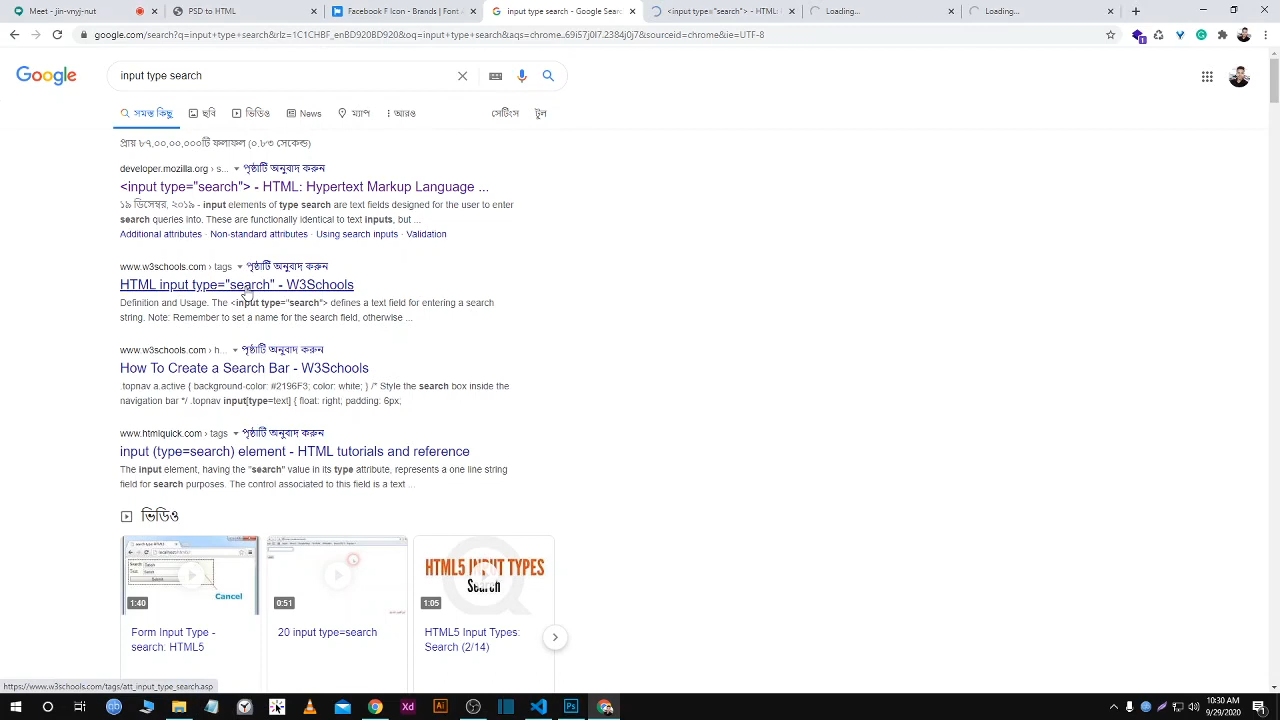 Meet - jin-vnyj-nut
PSD to HTML
Facebook F Icon - Brands | Font
input type search - Google Sear
<input type="search"> - HTML: H
Loading...
Loading...
google.com/search?q=input+type+search&rlz=1C1CHBF_enBD920BD920&oq=input+type+search&aqs=chrome..69i57j0l7.2384j0j7&sourceid=chrome&ie=UTF-8
1
Google
input type search
সমস্ত কিছু
ছবি
ভিডিও
News
ম্যাপ
আরও
সেটিংস
টুল
প্রায় ৮৭,০০,০০,০০০টি ফলাফল (০.৮৩ সেকেন্ড)
developer.mozilla.org › s... পৃষ্ঠাটি অনুবাদ করুন
<input type="search"> - HTML: Hypertext Markup Language ...
১৯ ডিসেম্বর, ২০১৯ - input elements of type search are text fields designed for the user to enter
search queries into. These are functionally identical to text inputs, but ...
Additional attributes · Non-standard attributes · Using search inputs · Validation
www.w3schools.com › tags পৃষ্ঠাটি অনুবাদ করুন
HTML input type="search" - W3Schools
Definition and Usage. The <input type="search"> defines a text field for entering a search
string. Note: Remember to set a name for the search field, otherwise ...
www.w3schools.com › h... পৃষ্ঠাটি অনুবাদ করুন
How To Create a Search Bar - W3Schools
.topnav a.active { background-color: #2196F3; color: white; } /* Style the search box inside the
navigation bar */ .topnav input[type=text] { float: right; padding: 6px;
www.htmlquick.com › tags পৃষ্ঠাটি অনুবাদ করুন
input (type=search) element - HTML tutorials and reference
The input element, having the "search" value in its type attribute, represents a one line string
field for search purposes. The control associated to this field is a text ...
ভিডিও
Cancel
HTML5 INPUT TYPES
Search
1:40
0:51
1:05
Form Input Type -
search: HTML5
20 input type=search
HTML5 Input Types:
Search (2/14)
https://www.w3schools.com/tags/att_input_type_search.asp
Xd
Ai
Ps
10:30 AM
9/29/2020